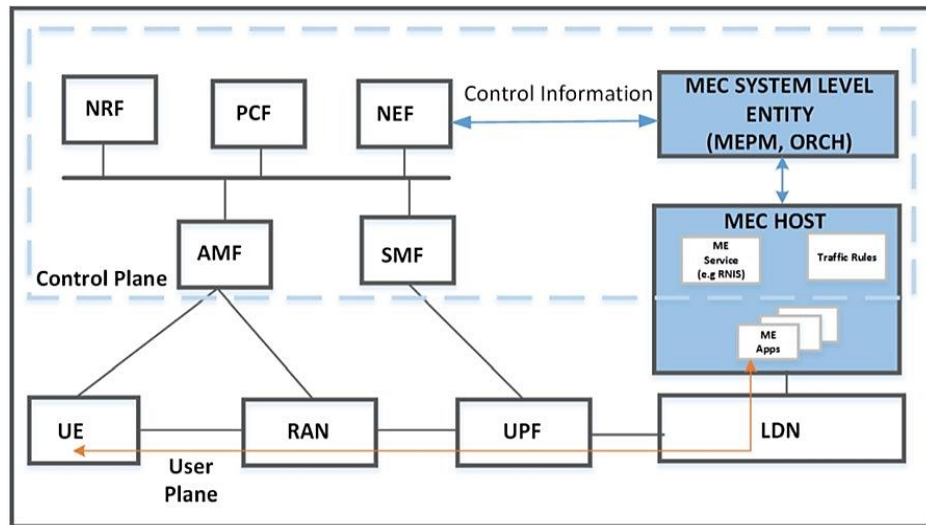 NRF
PCF
NEF
Control Information
MEC SYSTEM LEVEL
ENTITY
(MEPM, ORCH)
MEC HOST
ME
Service
(e.g RNIS)
Traffic Rules
AMF
SMF
Control Plane
ME
Apps
UE
RAN
UPF
LDN
User
Plane